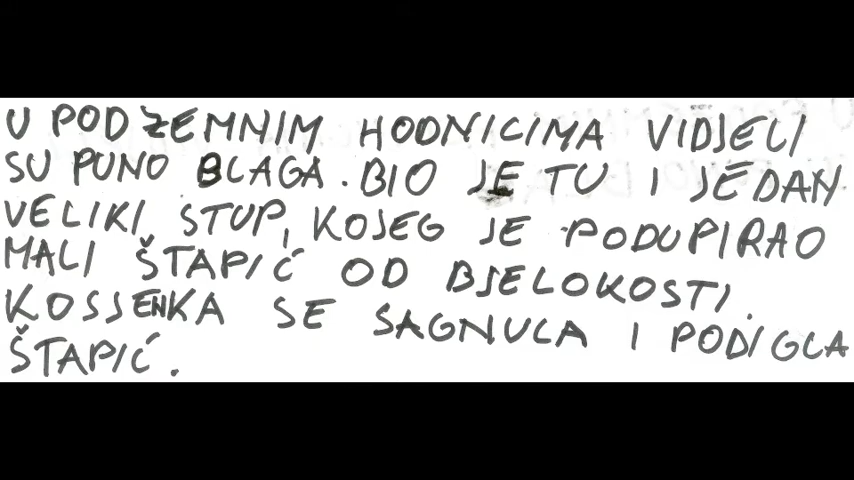 U PODZEMNIM HODNICIMA VIDJELI
SU PUNO BLAGA. BIO JE TU I JEDAN
VELIKI STUP, KOJEG JE PODUPIRAO
MALI ŠTAPIĆ OD BJELOKOSTI.
KOSJENKA SE SAGNULA I PODIGLA
ŠTAPIĆ.